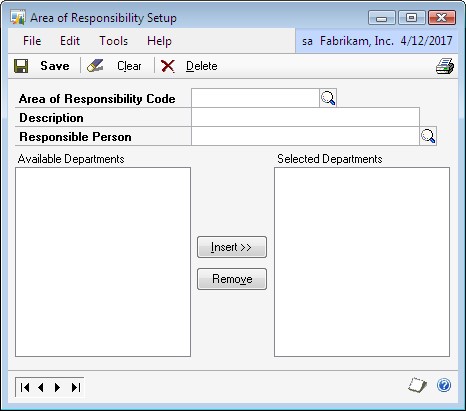 Area of Responsibility Setup
File Edit Tools Help sa Fabrikam, Inc. 4/12/2017
Save Clear Delete
Area of Responsibility Code
Description
Responsible Person
Available Departments Selected Departments
Insert >>
Remove